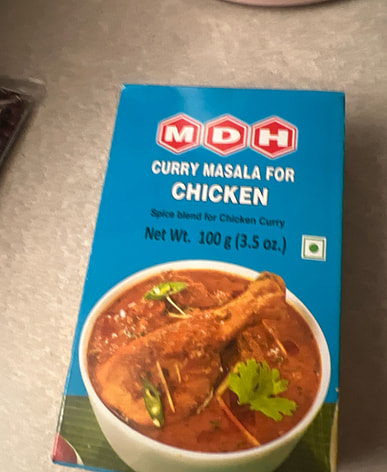 MDH
CURRY MASALA FOR
CHICKEN
Spice blend for Chicken Curry
Net Wt. 100 g (3.5 oz.)